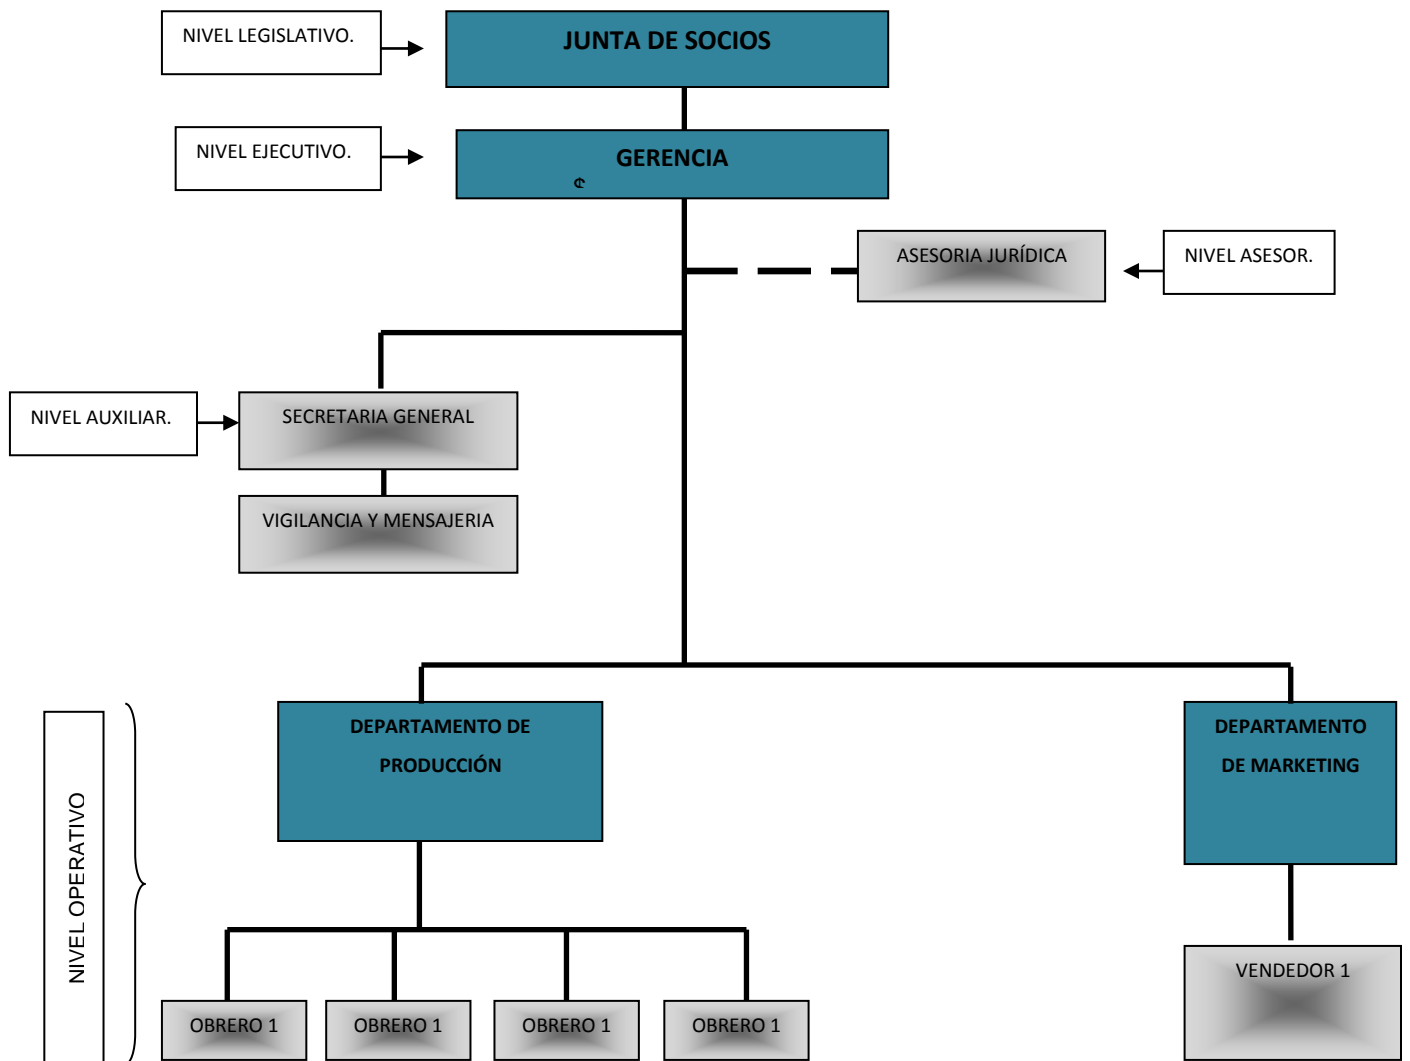 NIVEL LEGISLATIVO.
JUNTA DE SOCIOS
NIVEL EJECUTIVO.
GERENCIA
ASESORIA JURÍDICA
NIVEL ASESOR.
NIVEL AUXILIAR.
SECRETARIA GENERAL
VIGILANCIA Y MENSAJERIA
DEPARTAMENTO DE
PRODUCCIÓN
DEPARTAMENTO
DE MARKETING
NIVEL OPERATIVO
VENDEDOR 1
OBRERO 1
OBRERO 1
OBRERO 1
OBRERO 1